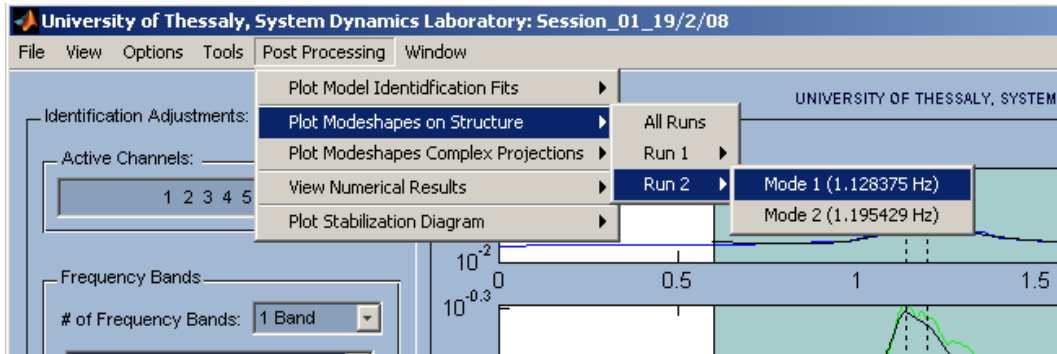 University of Thessaly, System Dynamics Laboratory: Session_01_19/2/08
File View Options Tools Post Processing Window
Plot Model Identidfication Fits
Plot Modeshapes on Structure
Plot Modeshapes Complex Projections
View Numerical Results
Plot Stabilization Diagram
All Runs
Run 1
Run 2
Mode 1 (1.128375 Hz)
Mode 2 (1.195429 Hz)
UNIVERSITY OF THESSALY, SYSTEM
Identification Adjustments:
Active Channels:
1 2 3 4 5
Frequency Bands
# of Frequency Bands: 1 Band
10^-2
0 0.5 1 1.5
10^-0.3